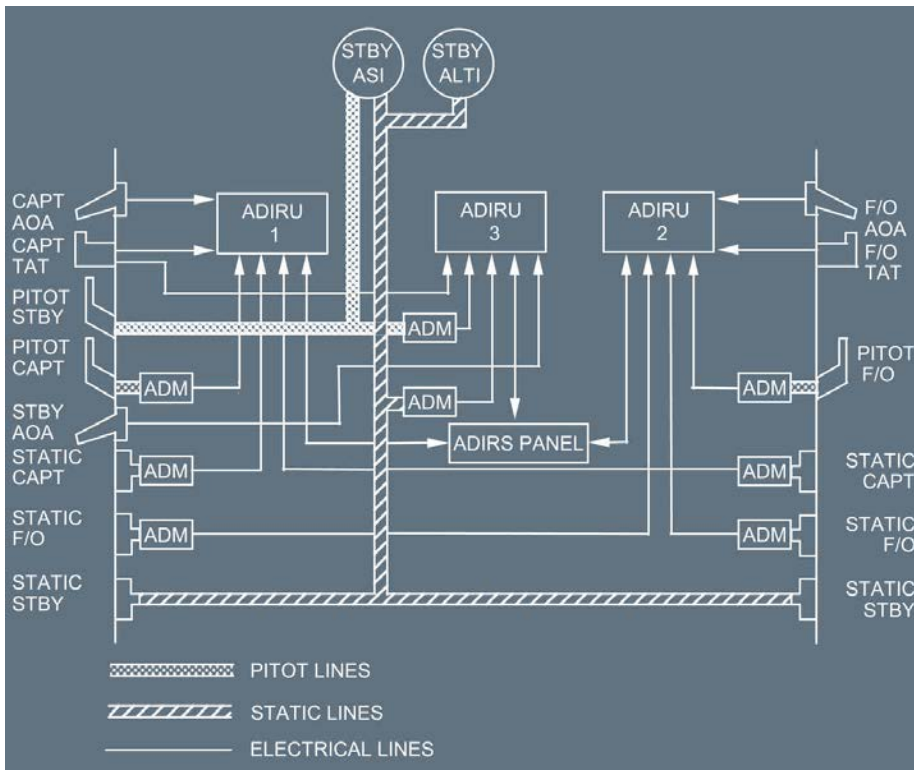 STBY
ASI
STBY
ALTI
CAPT
AOA
CAPT
TAT
PITOT
STBY
PITOT
CAPT
STBY
AOA
STATIC
CAPT
STATIC
F/O
STATIC
STBY
ADIRU
1
ADIRU
3
ADIRU
2
ADM
ADM
ADM
ADM
ADM
ADIRS PANEL
ADM
ADM
ADM
F/O
AOA
F/O
TAT
PITOT
F/O
STATIC
CAPT
STATIC
F/O
STATIC
STBY
PITOT LINES
STATIC LINES
ELECTRICAL LINES